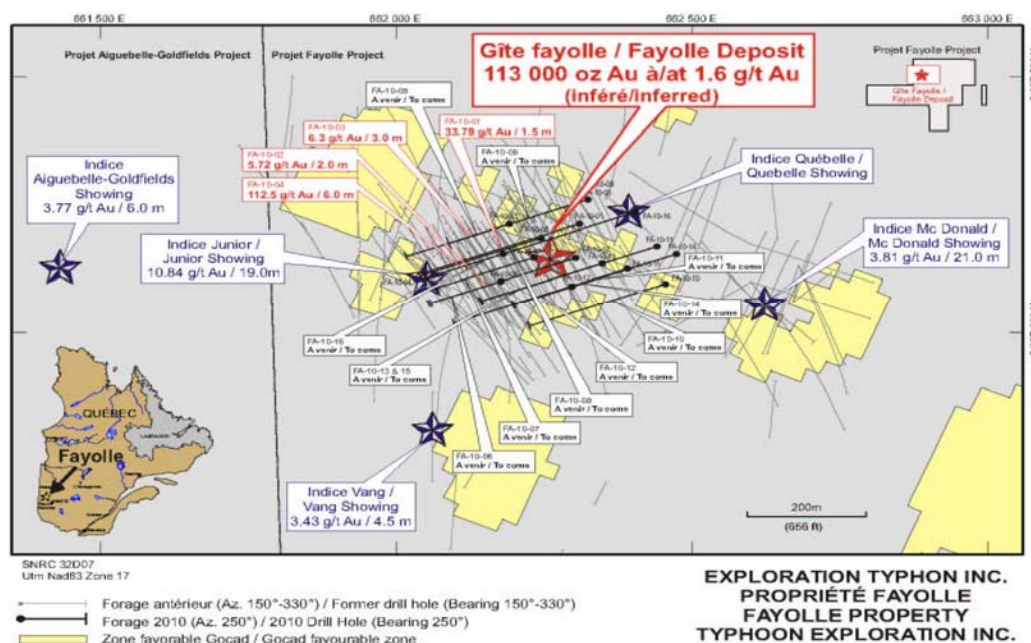 661 500 E
662 000 E
662 500 E
663 000 E
Projet Aiguebelle-Goldfields Project
Projet Fayolle Project
Gîte fayolle / Fayolle Deposit
113 000 oz Au à/at 1.6 g/t Au
(inféré/inferred)
Projet Fayolle Project
Gîte Fayolle /
Fayolle Deposit
FA-10-05
A venir / To come
FA-10-03
6.3 g/t Au / 3.0 m
FA-10-01
33.79 g/t Au / 1.5 m
FA-10-02
5.72 g/t Au / 2.0 m
FA-10-04
112.5 g/t Au / 6.0 m
FA-10-09
A venir / To come
Indice
Aiguebelle-Goldfields
Showing
3.77 g/t Au / 6.0 m
Indice Québelle /
Quebelle Showing
Indice Junior /
Junior Showing
10.84 g/t Au / 19.0m
Indice Mc Donald /
Mc Donald Showing
3.81 g/t Au / 21.0 m
FA-10-16
FA-10-11
A venir / To come
FA-10-14
A venir / To come
FA-10-10
A venir / To come
FA-10-16
A venir / To come
FA-10-13 & 15
A venir / To come
FA-10-12
A venir / To come
FA-10-08
A venir / To come
FA-10-07
A venir / To come
FA-10-06
A venir / To come
QUÉBEC
LABRADOR
Fayolle
Indice Vang /
Vang Showing
3.43 g/t Au / 4.5 m
200m
(656 ft)
SNRC 32D07
Utm Nad83 Zone 17
Forage antérieur (Az. 150°-330°) / Former drill hole (Bearing 150°-330°)
Forage 2010 (Az. 250°) / 2010 Drill Hole (Bearing 250°)
Zone favorable Gocad / Gocad favourable zone
EXPLORATION TYPHON INC.
PROPRIÉTÉ FAYOLLE
FAYOLLE PROPERTY
TYPHOON EXPLORATION INC.